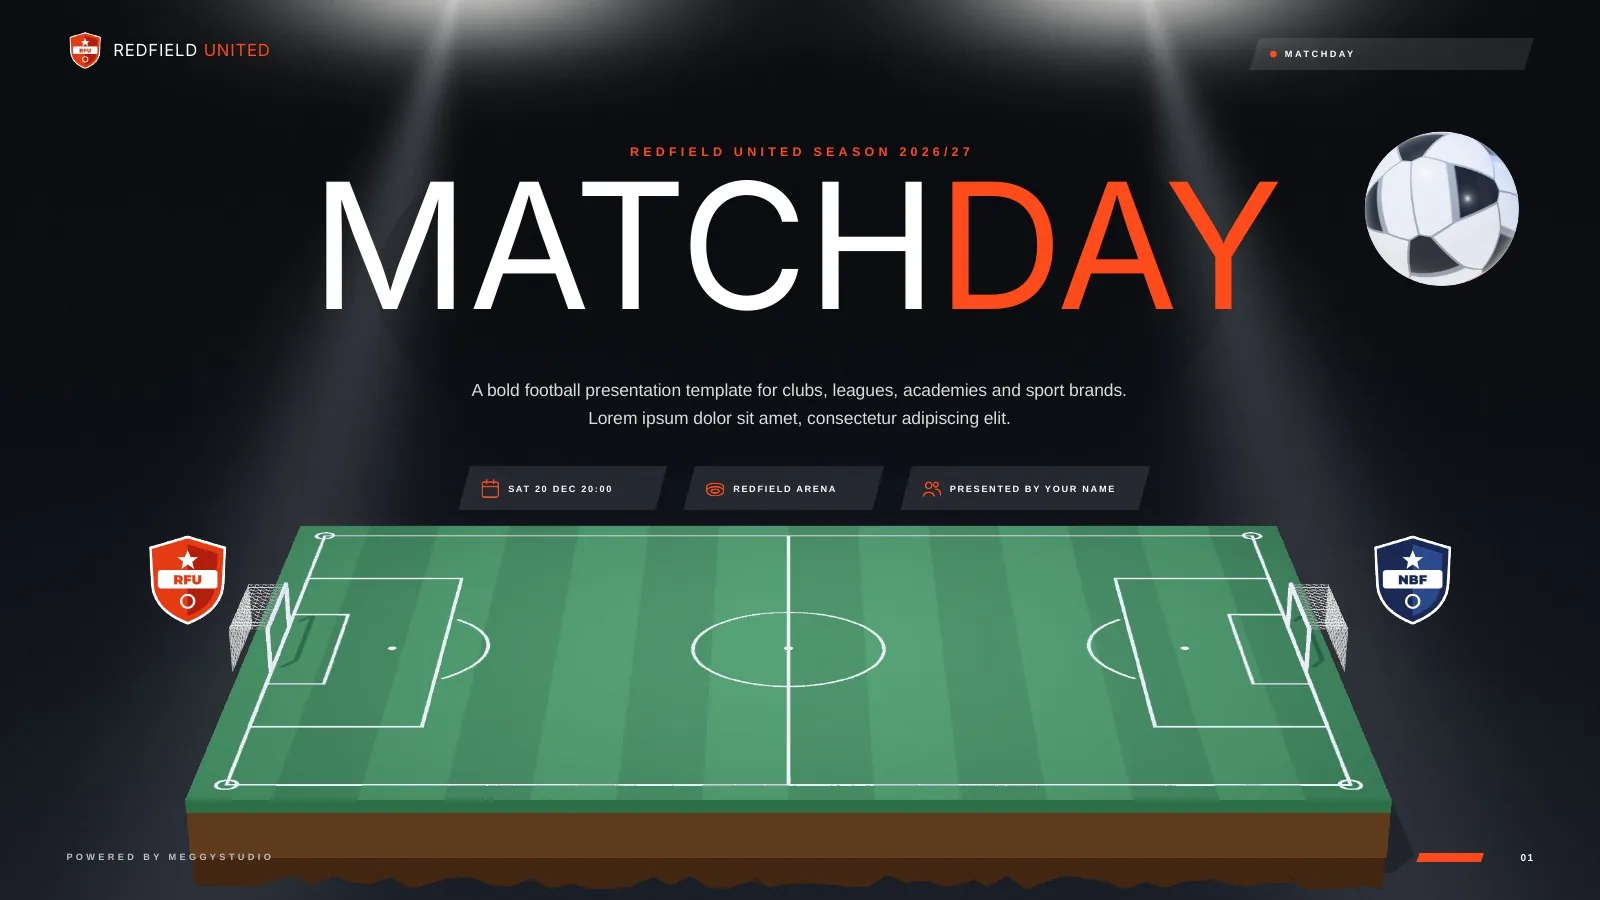 REDFIELD UNITED
MATCHDAY
REDFIELD UNITED SEASON 2026/27
MATCHDAY
A bold football presentation template for clubs, leagues, academies and sport brands.
Lorem ipsum dolor sit amet, consectetur adipiscing elit.
SAT 20 DEC 20:00
REDFIELD ARENA
PRESENTED BY YOUR NAME
RFU
NBF
POWERED BY MEGGYSTUDIO
01